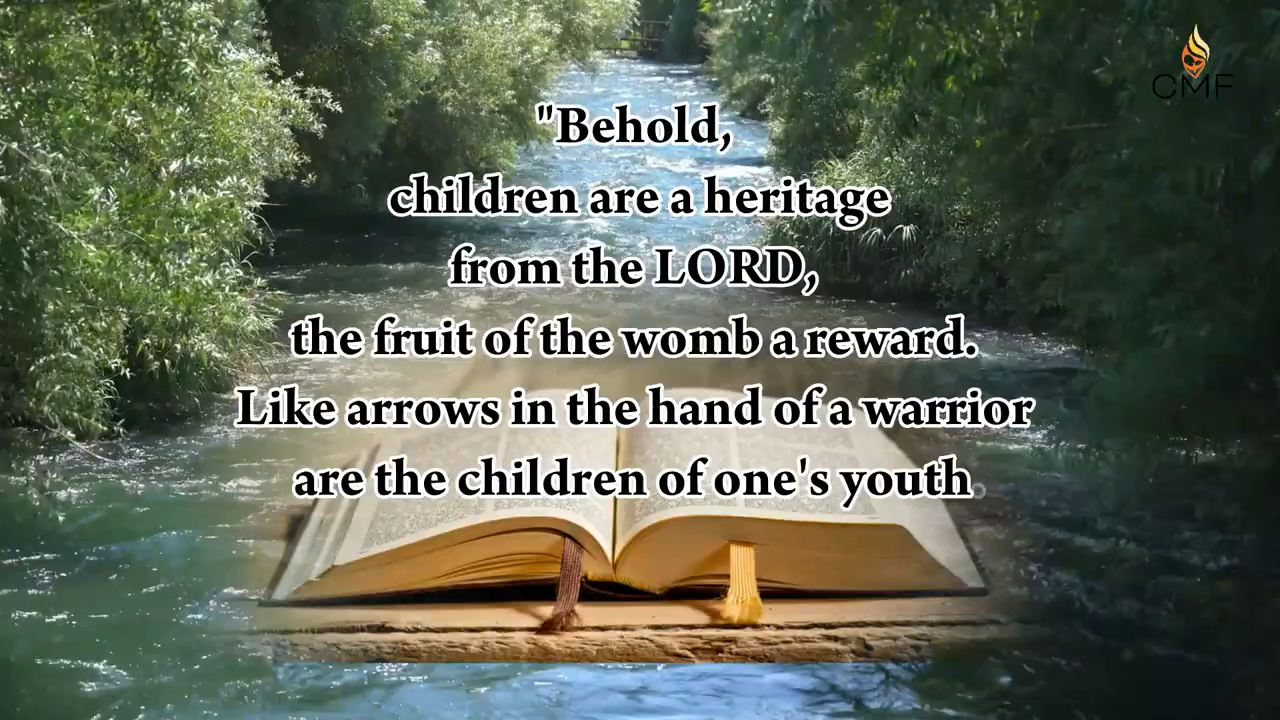 CMF
"Behold,
children are a heritage
from the LORD,
the fruit of the womb a reward.
Like arrows in the hand of a warrior
are the children of one's youth